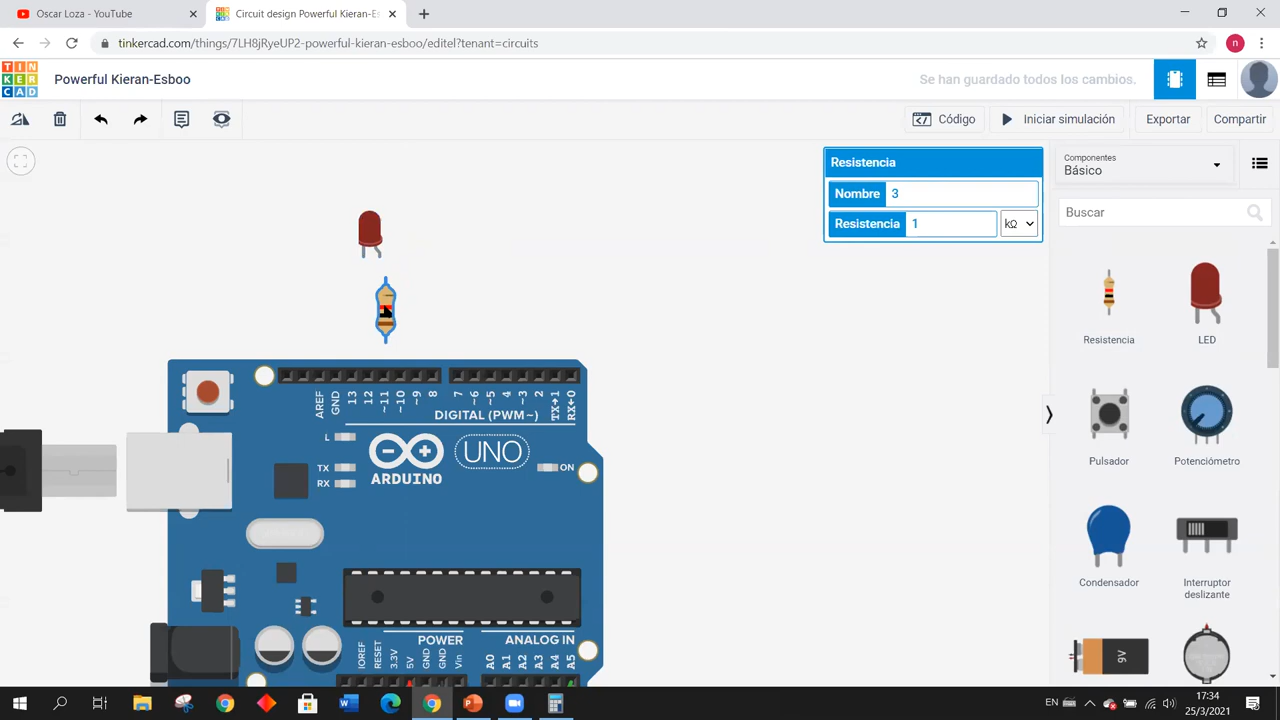 Oscar Loza - YouTube
Circuit design Powerful Kieran-Es
tinkercad.com/things/7LH8jRyeUP2-powerful-kieran-esboo/editel?tenant=circuits
n
TIN
KER
CAD
Powerful Kieran-Esboo
Se han guardado todos los cambios.
Código
Iniciar simulación
Exportar
Compartir
Resistencia
Nombre 3
Resistencia 1 kΩ
Componentes
Básico
Buscar
Resistencia
LED
Pulsador
Potenciómetro
Condensador
Interruptor
deslizante
9V
AREF
GND
13
12
~11
~10
~9
8
7
~6
~5
4
~3
2
TX→1
RX←0
DIGITAL (PWM~)
L
TX
RX
ARDUINO
UNO
ON
POWER
ANALOG IN
IOREF
RESET
3.3V
5V
GND
GND
Vin
A0
A1
A2
A3
A4
A5
EN
17:34
25/3/2021